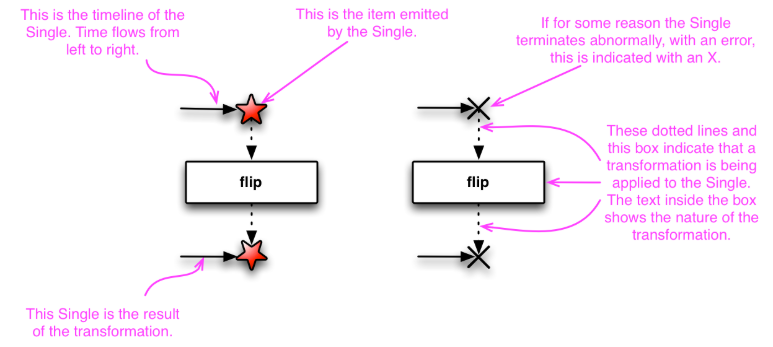 This is the timeline of the
Single. Time flows from
left to right.
This is the item emitted
by the Single.
If for some reason the Single
terminates abnormally, with an error,
this is indicated with an X.
flip
flip
These dotted lines and
this box indicate that a
transformation is being
applied to the Single.
The text inside the box
shows the nature of the
transformation.
This Single is the result
of the transformation.